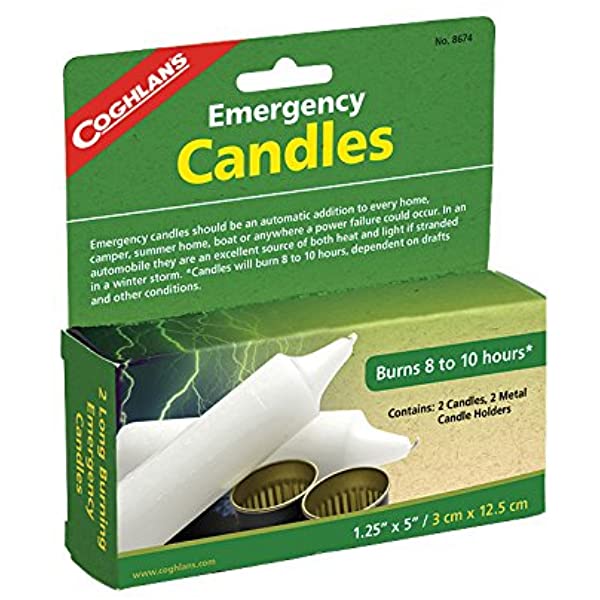 No. 8674
COGHLAN'S
Emergency
Candles
Emergency candles should be an automatic addition to every home,
camper, summer home, boat or anywhere a power failure could occur. In an
automobile they are an excellent source of both heat and light if stranded
in a winter storm. *Candles will burn 8 to 10 hours, dependent on drafts
and other conditions.
Burns 8 to 10 hours*
Contains: 2 Candles, 2 Metal
Candle Holders
1.25" x 5" / 3 cm x 12.5 cm
2 Long Burning
Emergency
Candles
www.coghlans.com